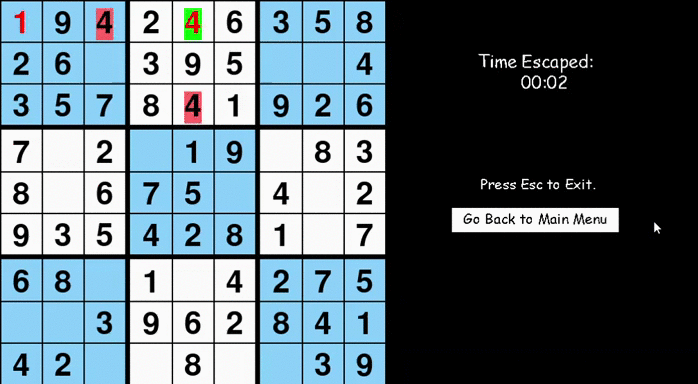 1 9 4 2 4 6 3 5 8
2 6 3 9 5 4
3 5 7 8 4 1 9 2 6
7 2 1 9 8 3
8 6 7 5 4 2
9 3 5 4 2 8 1 7
6 8 1 4 2 7 5
3 9 6 2 8 4 1
4 2 8 3 9
Time Escaped:
00:02
Press Esc to Exit.
Go Back to Main Menu